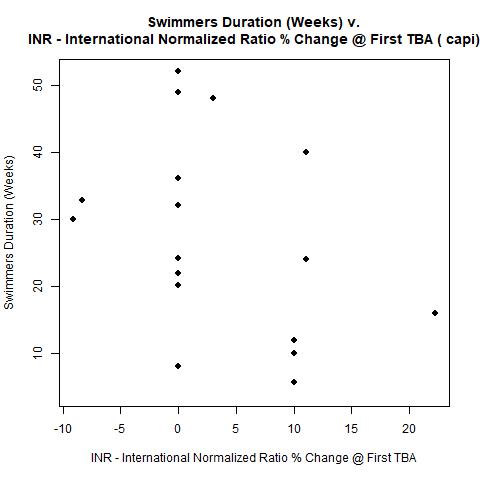 Swimmers Duration (Weeks) v.
INR - International Normalized Ratio % Change @ First TBA ( capi)
Swimmers Duration (Weeks)
50
40
30
20
10
-10 -5 0 5 10 15 20
INR - International Normalized Ratio % Change @ First TBA